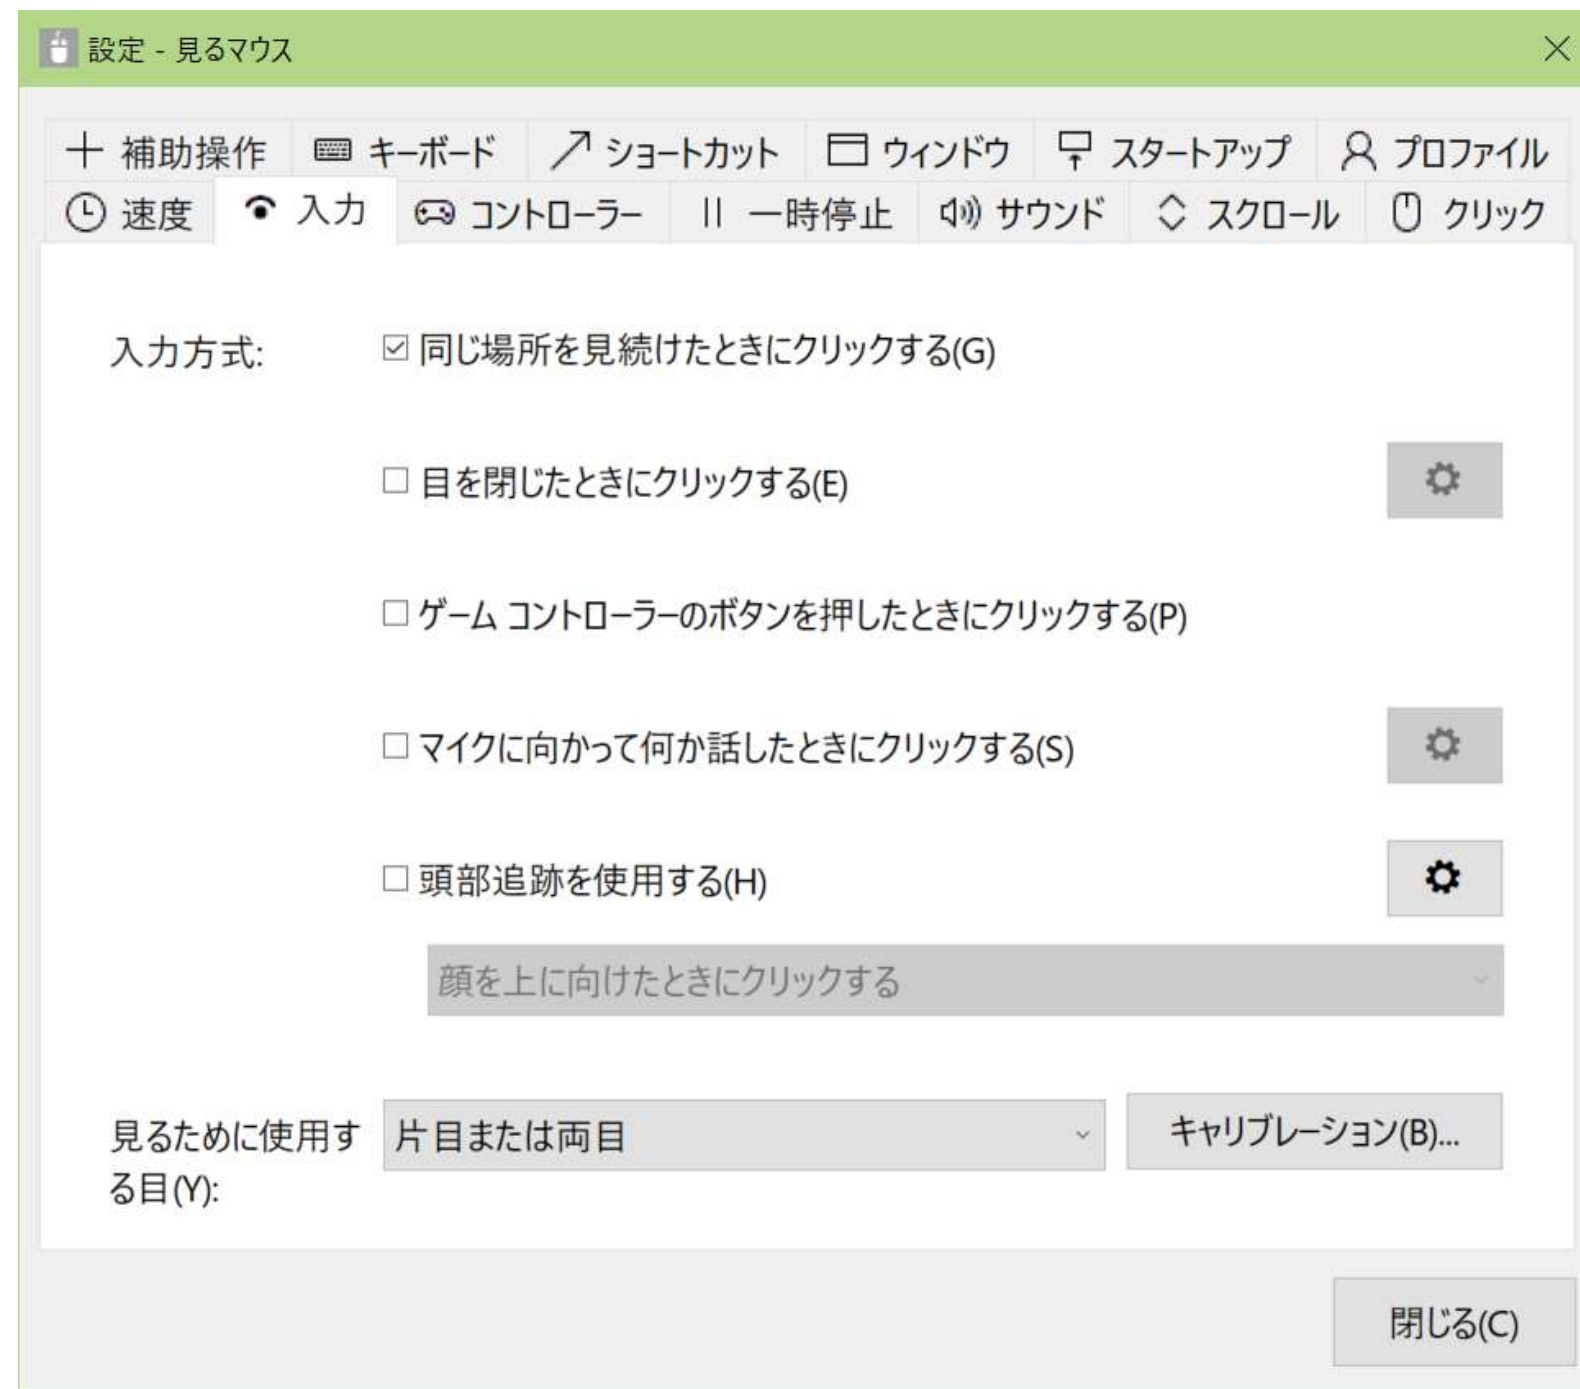 設定 - 見るマウス
補助操作 キーボード ショートカット ウィンドウ スタートアップ プロファイル
速度 入力 コントローラー 一時停止 サウンド スクロール クリック
入力方式: 同じ場所を見続けたときにクリックする(G)
目を閉じたときにクリックする(E)
ゲーム コントローラーのボタンを押したときにクリックする(P)
マイクに向かって何か話したときにクリックする(S)
頭部追跡を使用する(H)
顔を上に向けたときにクリックする
見るために使用す 片目または両目 キャリブレーション(B)...
る目(Y):
閉じる(C)